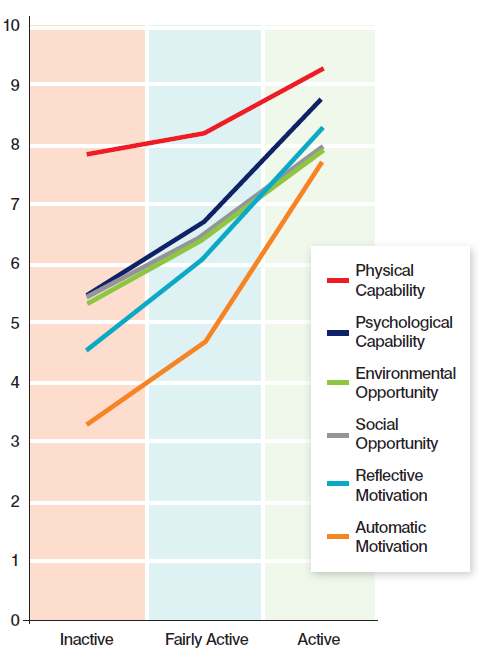 10
9
8
7
6
5
4
3
2
1
0
Inactive
Fairly Active
Active
Physical
Capability
Psychological
Capability
Environmental
Opportunity
Social
Opportunity
Reflective
Motivation
Automatic
Motivation